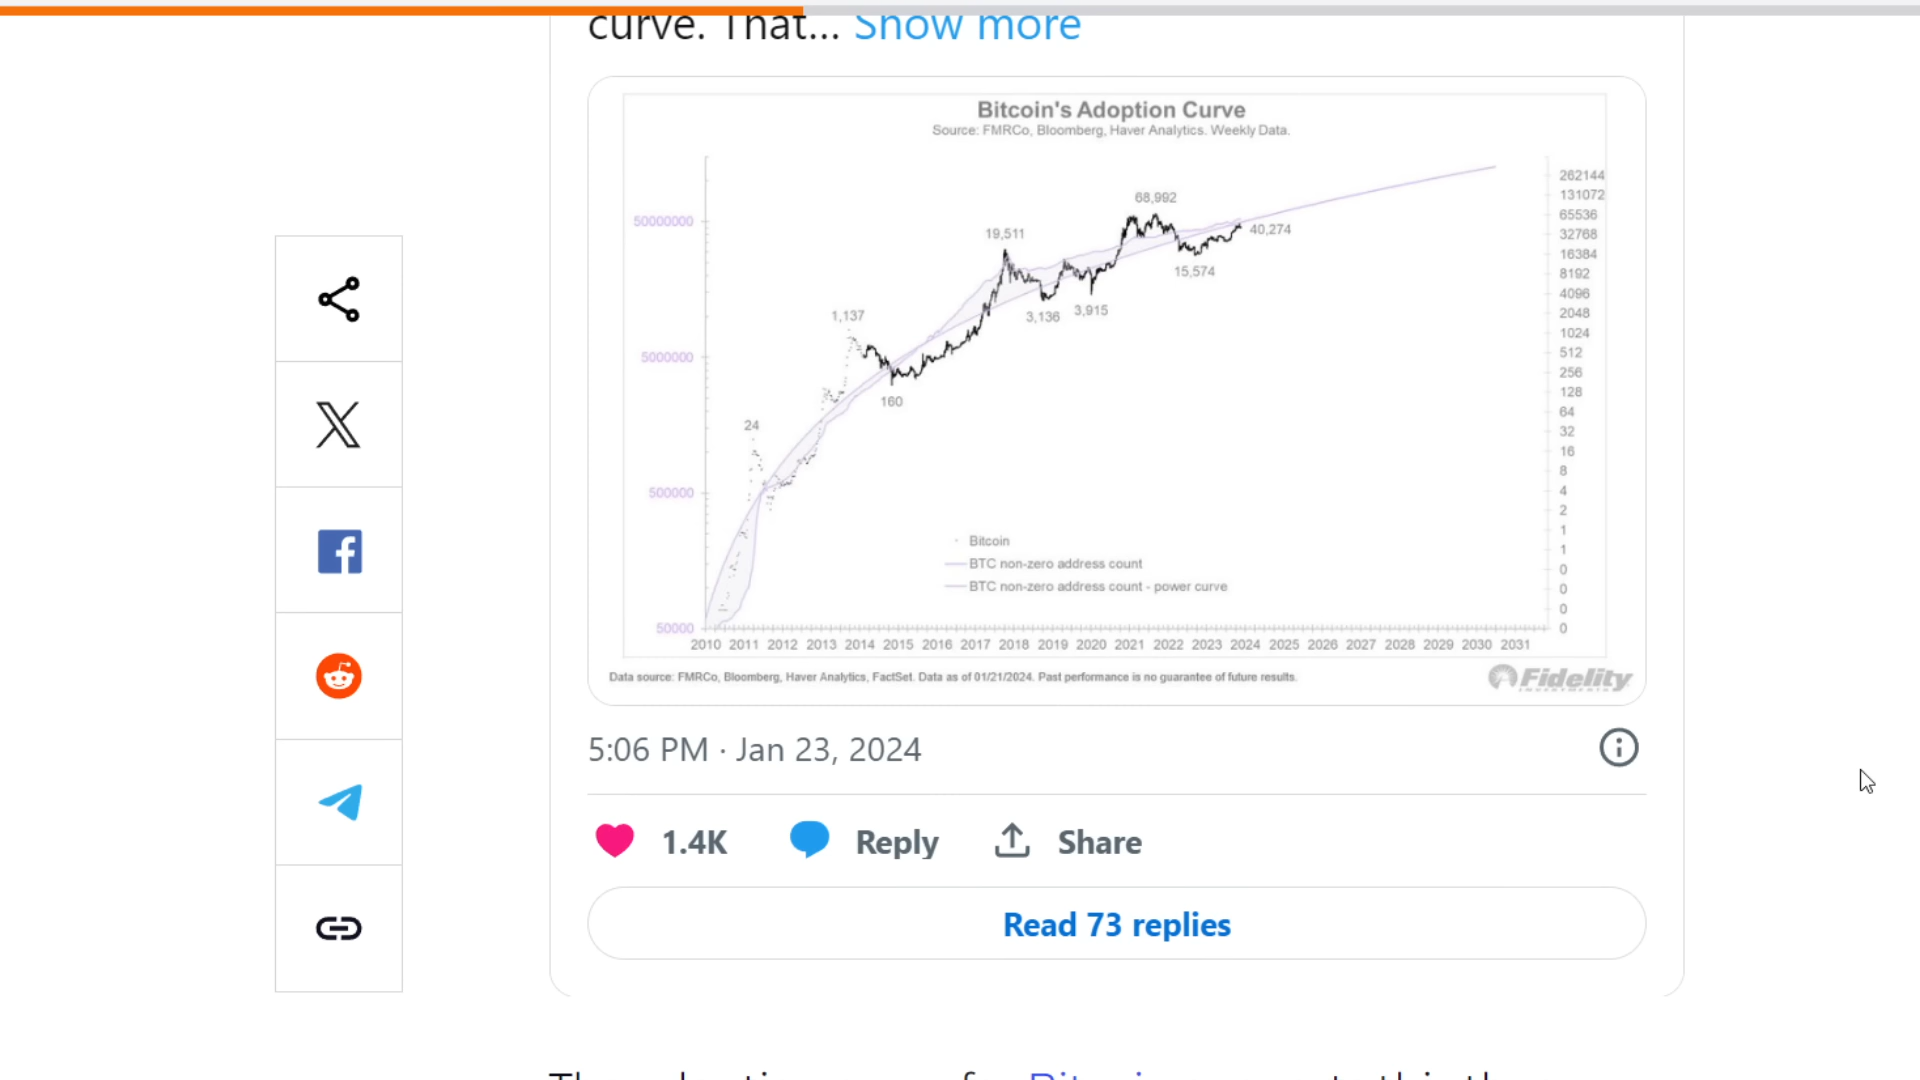 curve. That... Show more
Bitcoin's Adoption Curve
Source: FMRCo, Bloomberg, Haver Analytics. Weekly Data.
262144
131072
68,992
65536
50000000
40,274
19,511
32768
16384
15,574
8192
4096
3,136
3,915
2048
1,137
1024
5000000
512
256
160
128
64
24
32
16
8
500000
4
2
Bitcoin
1
1
BTC non-zero address count
0
BTC non-zero address count - power curve
0
0
50000
0
2010 2011 2012 2013 2014 2015 2016 2017 2018 2019 2020 2021 2022 2023 2024 2025 2026 2027 2028 2029 2030 2031
Data source: FMRCo, Bloomberg, Haver Analytics, FactSet. Data as of 01/21/2024. Past performance is no guarantee of future results.
Fidelity
INVESTMENTS
5:06 PM · Jan 23, 2024
1.4K Reply Share
Read 73 replies